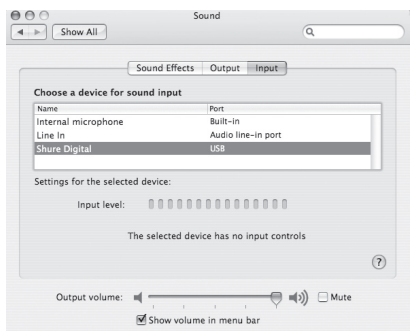 Sound
Show All
Sound Effects Output Input
Choose a device for sound input
Name Port
Internal microphone Built-in
Line In Audio line-in port
Shure Digital USB
Settings for the selected device:
Input level:
The selected device has no input controls
?
Output volume: Mute
Show volume in menu bar